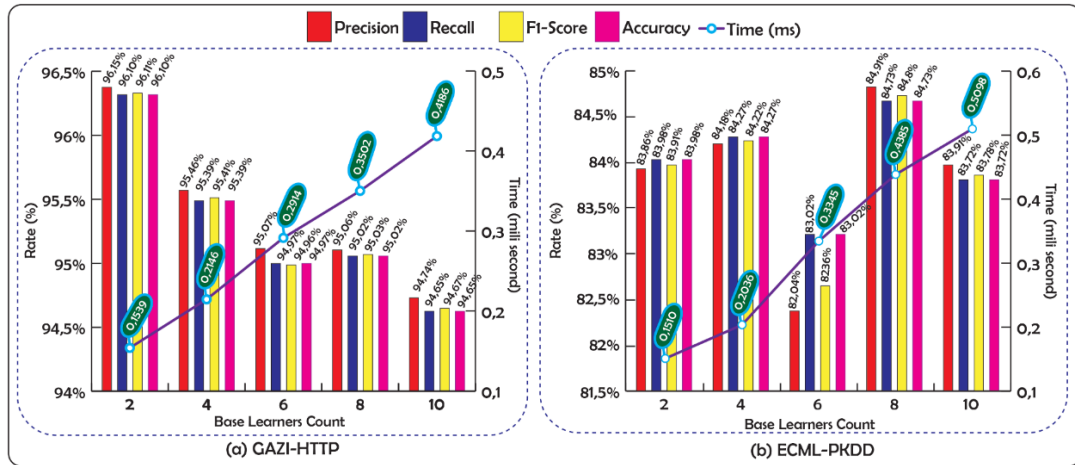 Precision Recall F1-Score Accuracy Time (ms)
96,5%
96%
95,5%
95%
94,5%
94%
Rate (%)
96,15% 96,10% 96,11% 96,10%
95,46% 95,39% 95,41% 95,39%
95,07% 94,97% 94,96% 94,97%
95,06% 95,02% 95,03% 95,02%
94,74% 94,65% 94,67% 94,65%
0,1539
0,2146
0,2914
0,3502
0,4186
0,5
0,4
0,3
0,2
0,1
Time (mili second)
2 4 6 8 10
Base Learners Count
(a) GAZI-HTTP
85%
84,5%
84%
83,5%
83%
82,5%
82%
81,5%
Rate (%)
83,86% 83,98% 83,91% 83,98%
84,18% 84,27% 84,22% 84,27%
82,04% 83,02% 8236% 83,02%
84,91% 84,73% 84,8% 84,73%
83,91% 83,72% 83,78% 83,72%
0,1510
0,2036
0,3345
0,4385
0,5098
0,6
0,5
0,4
0,3
0,2
0,1
Time (mili second)
2 4 6 8 10
Base Learners Count
(b) ECML-PKDD